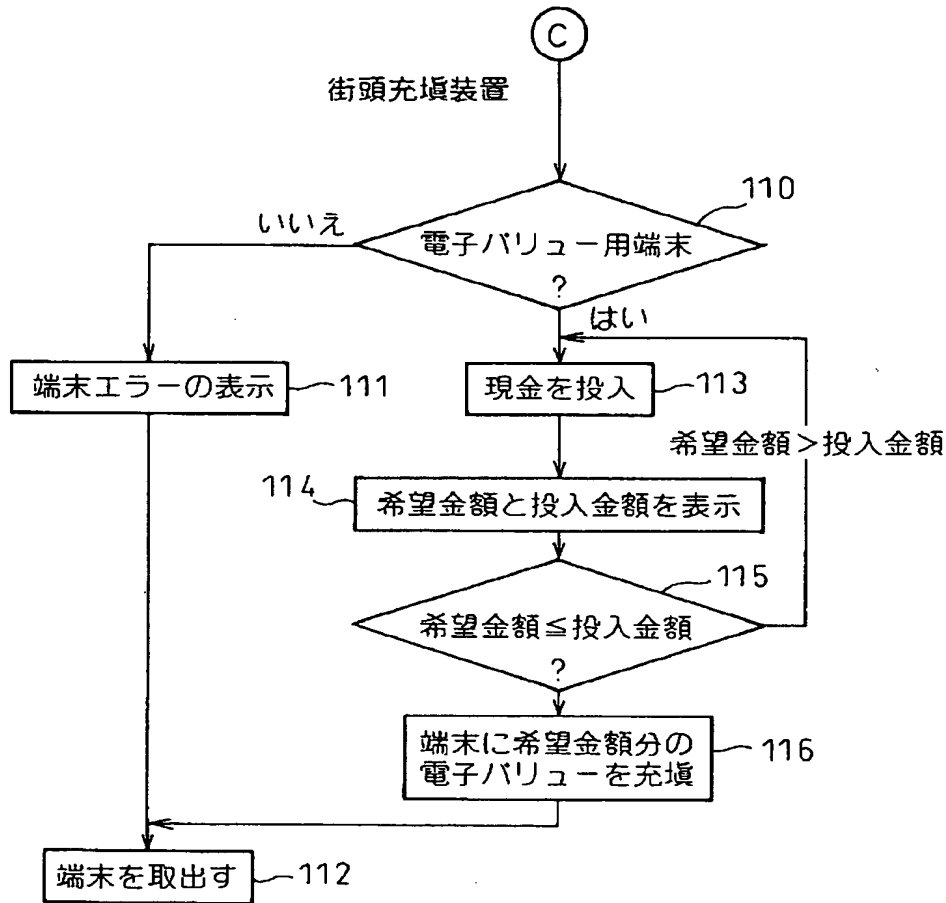 C
街頭充塡装置
110
いいえ
電子バリュー用端末
?
はい
端末エラーの表示
111
現金を投入
113
希望金額>投入金額
114
希望金額と投入金額を表示
115
希望金額≦投入金額
?
端末に希望金額分の
電子バリューを充塡
116
端末を取出す
112